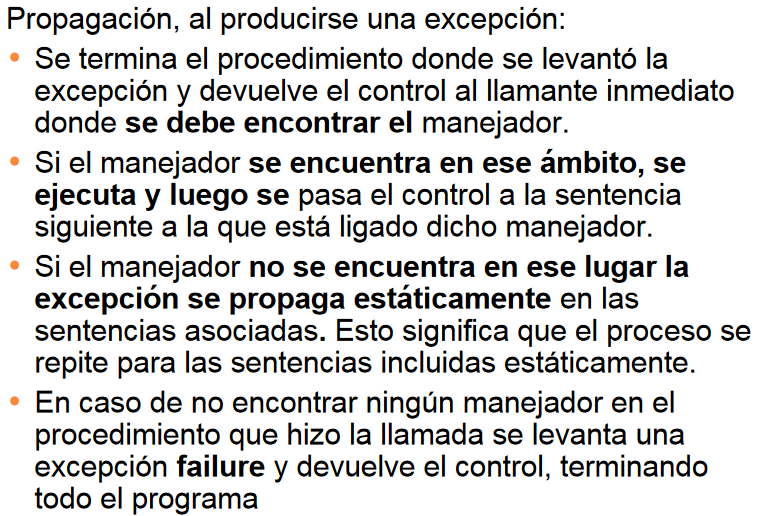 Propagación, al producirse una excepción:
• Se termina el procedimiento donde se levantó la
excepción y devuelve el control al llamante inmediato
donde se debe encontrar el manejador.
• Si el manejador se encuentra en ese ámbito, se
ejecuta y luego se pasa el control a la sentencia
siguiente a la que está ligado dicho manejador.
• Si el manejador no se encuentra en ese lugar la
excepción se propaga estáticamente en las
sentencias asociadas. Esto significa que el proceso se
repite para las sentencias incluidas estáticamente.
• En caso de no encontrar ningún manejador en el
procedimiento que hizo la llamada se levanta una
excepción failure y devuelve el control, terminando
todo el programa